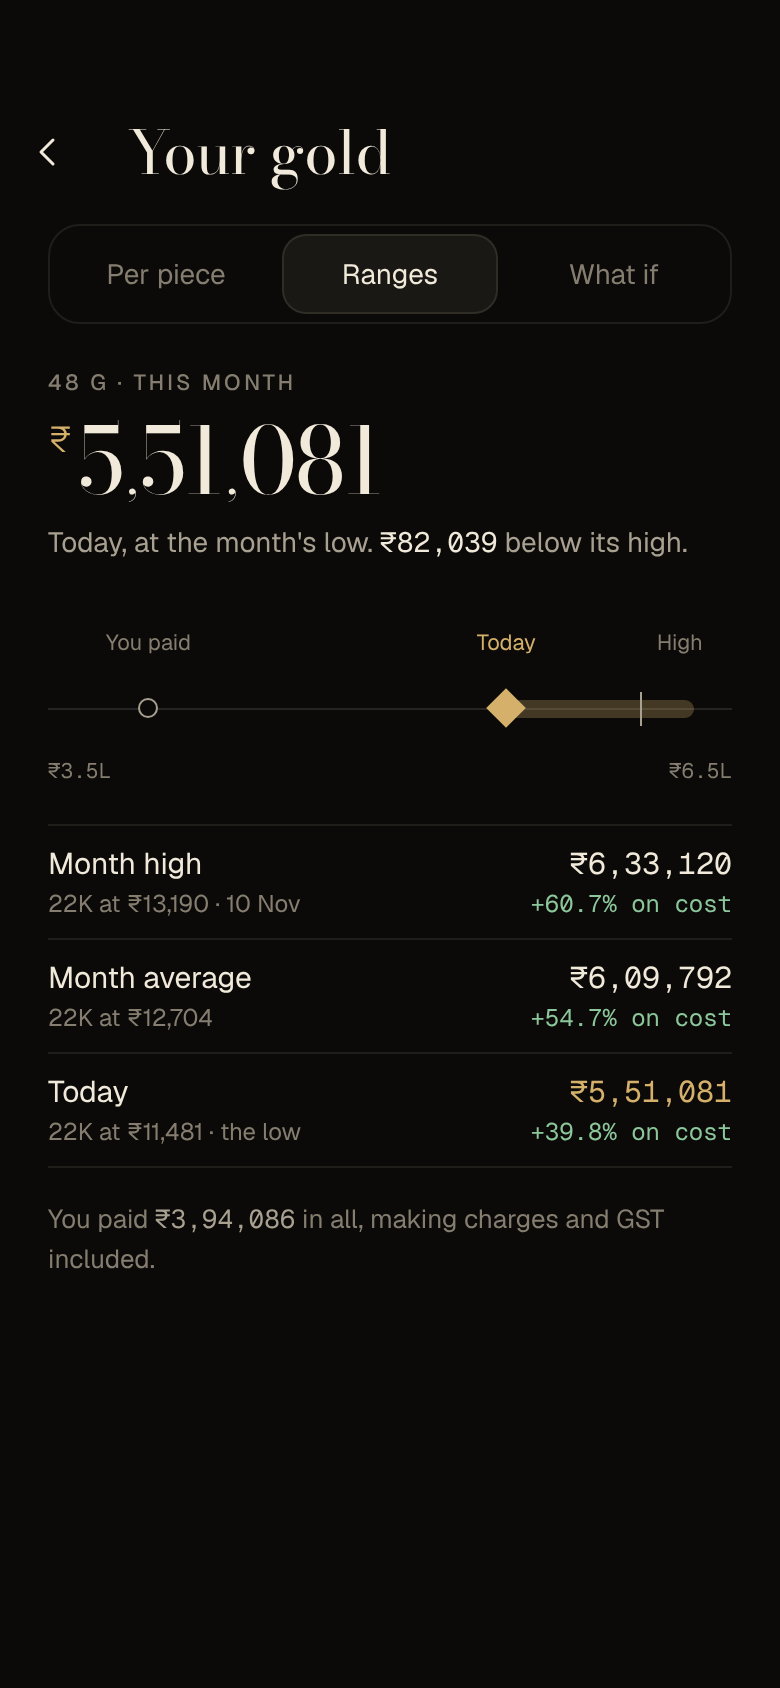 Your gold
Per piece
Ranges
What if
48 G · THIS MONTH
₹5,51,081
Today, at the month's low. ₹82,039 below its high.
You paid
Today
High
₹3.5L
₹6.5L
Month high
₹6,33,120
22K at ₹13,190 · 10 Nov
+60.7% on cost
Month average
₹6,09,792
22K at ₹12,704
+54.7% on cost
Today
₹5,51,081
22K at ₹11,481 · the low
+39.8% on cost
You paid ₹3,94,086 in all, making charges and GST
included.